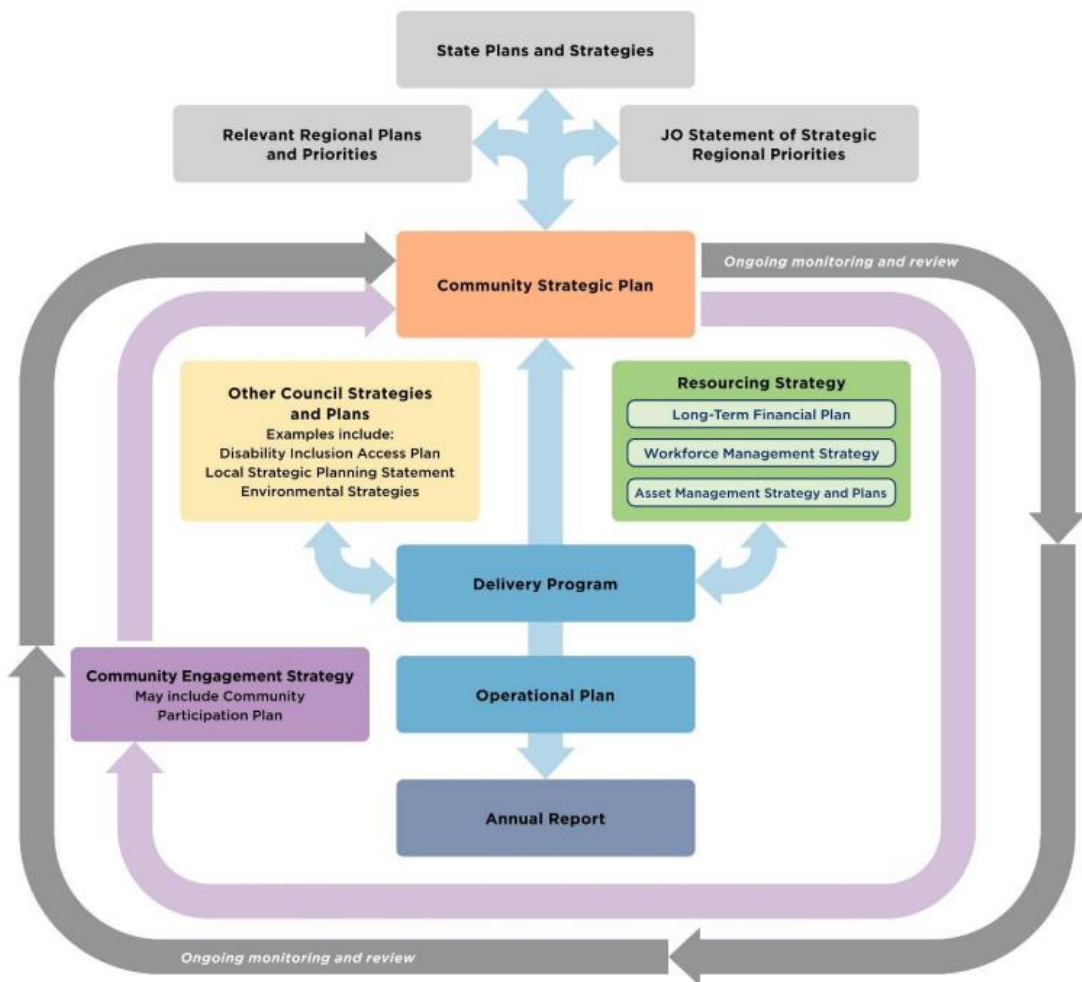 State Plans and Strategies
Relevant Regional Plans
and Priorities
JO Statement of Strategic
Regional Priorities
Community Strategic Plan
Ongoing monitoring and review
Other Council Strategies
and Plans
Examples include:
Disability Inclusion Access Plan
Local Strategic Planning Statement
Environmental Strategies
Resourcing Strategy
Long-Term Financial Plan
Workforce Management Strategy
Asset Management Strategy and Plans
Delivery Program
Community Engagement Strategy
May include Community
Participation Plan
Operational Plan
Annual Report
Ongoing monitoring and review